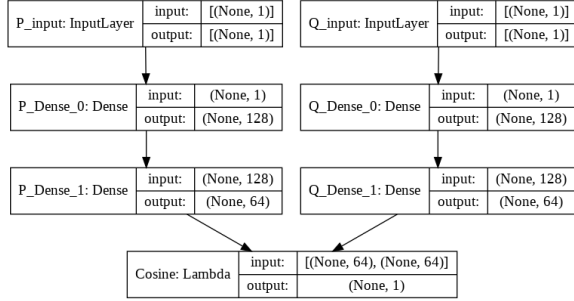 P_input: InputLayer input: [(None, 1)] output: [(None, 1)]
Q_input: InputLayer input: [(None, 1)] output: [(None, 1)]
P_Dense_0: Dense input: (None, 1) output: (None, 128)
Q_Dense_0: Dense input: (None, 1) output: (None, 128)
P_Dense_1: Dense input: (None, 128) output: (None, 64)
Q_Dense_1: Dense input: (None, 128) output: (None, 64)
Cosine: Lambda input: [(None, 64), (None, 64)] output: (None, 1)